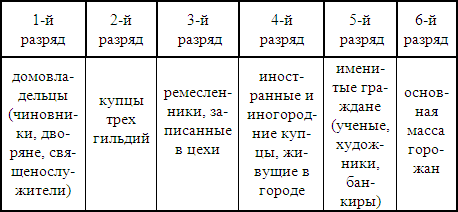 1-й
разряд
2-й
разряд
3-й
разряд
4-й
разряд
5-й
разряд
6-й
разряд
домовла-
дельцы
(чиновни-
ки, дво-
ряне, свя-
щенослу-
жители)
купцы
трех
гильдий
ремеслен-
ники, за-
писанные
в цехи
иност-
ранные и
иногород-
ние куп-
цы, жи-
вущие в
городе
имени-
тые гра-
ждане
(ученые,
худож-
ники,
бан-
киры)
основ-
ная
масса
горо-
жан